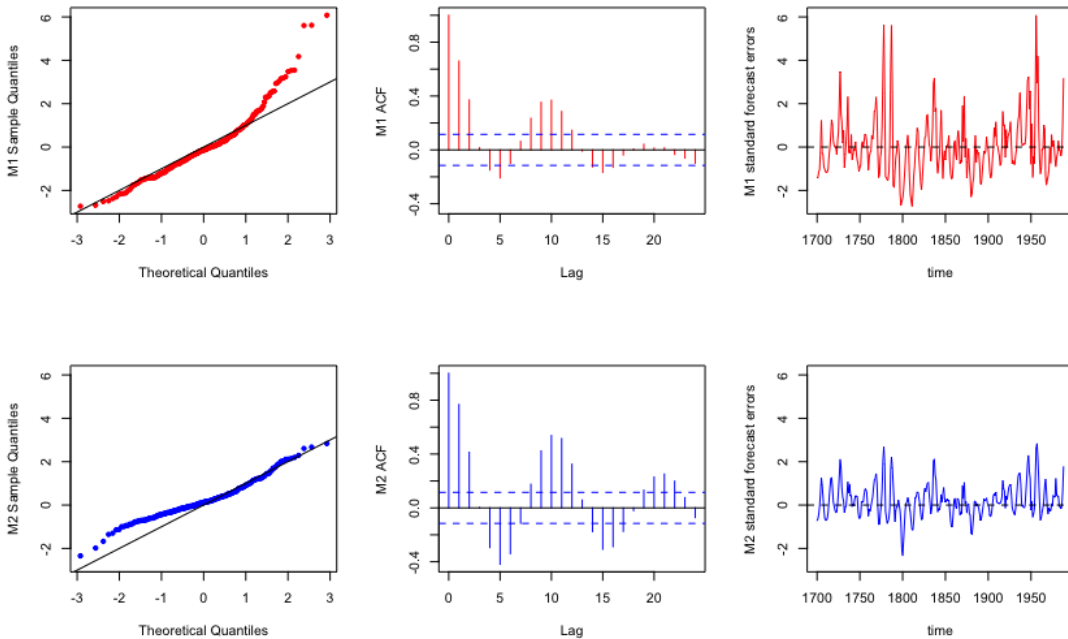 M1 Sample Quantiles
6
4
2
0
-2
-3 -2 -1 0 1 2 3
Theoretical Quantiles
M1 ACF
0.8
0.4
0.0
-0.4
0 5 10 15 20
Lag
M1 standard forecast errors
6
4
2
0
-2
1700 1750 1800 1850 1900 1950
time
M2 Sample Quantiles
6
4
2
0
-2
-3 -2 -1 0 1 2 3
Theoretical Quantiles
M2 ACF
0.8
0.4
0.0
-0.4
0 5 10 15 20
Lag
M2 standard forecast errors
6
4
2
0
-2
1700 1750 1800 1850 1900 1950
time